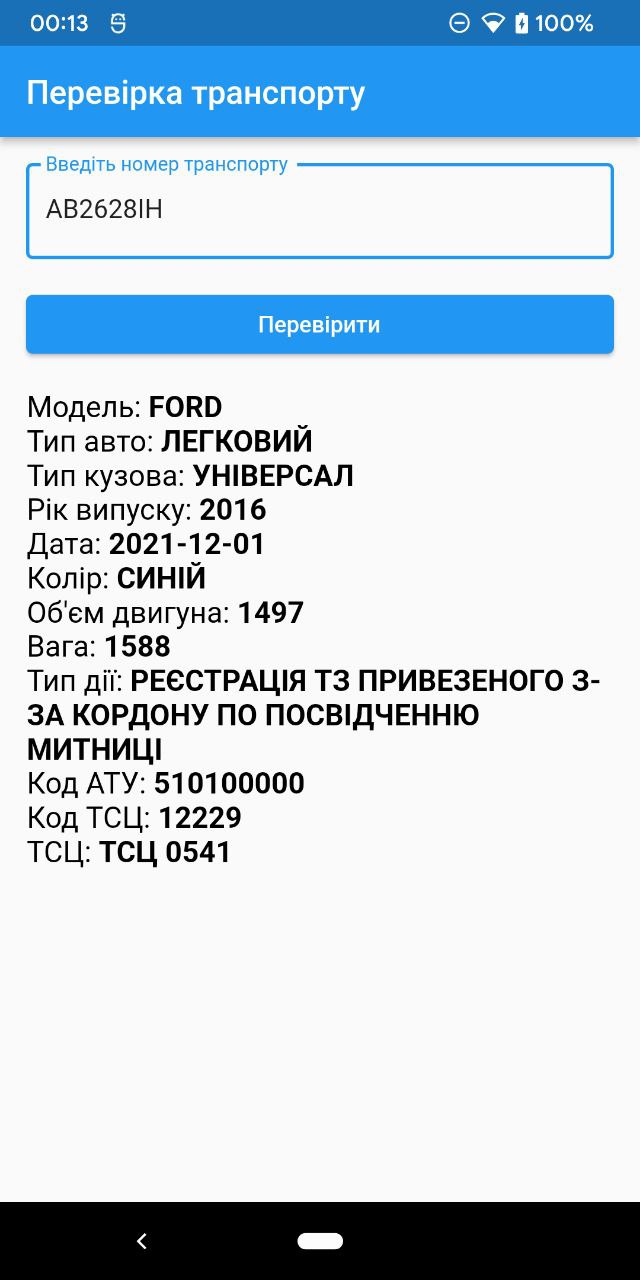 00:13
100%
Перевірка транспорту
Введіть номер транспорту
АВ2628ІН
Перевірити
Модель: FORD
Тип авто: ЛЕГКОВИЙ
Тип кузова: УНІВЕРСАЛ
Рік випуску: 2016
Дата: 2021-12-01
Колір: СИНІЙ
Об'єм двигуна: 1497
Вага: 1588
Тип дії: РЕЄСТРАЦІЯ ТЗ ПРИВЕЗЕНОГО З-
ЗА КОРДОНУ ПО ПОСВІДЧЕННЮ
МИТНИЦІ
Код АТУ: 510100000
Код ТСЦ: 12229
ТСЦ: ТСЦ 0541